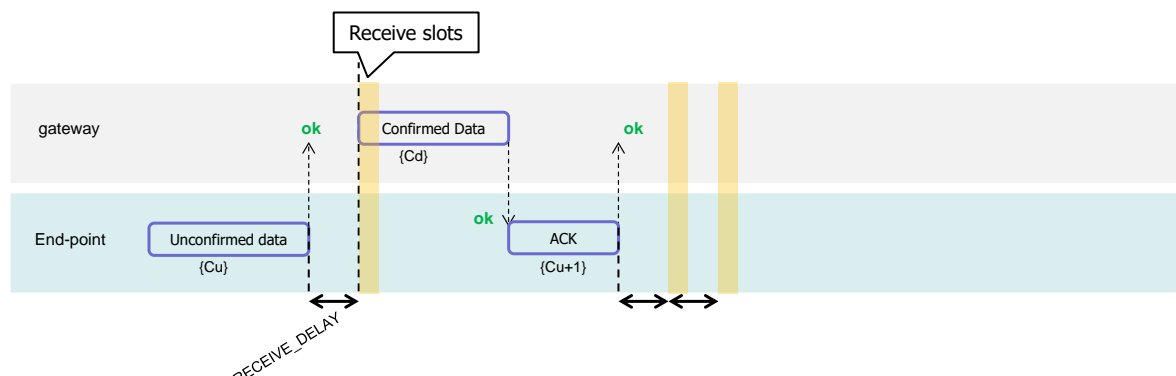 Receive slots
gateway
ok
Confirmed Data
ok
{Cd}
ok
End-point
Unconfirmed data
ACK
{Cu}
{Cu+1}
RECEIVE_DELAY